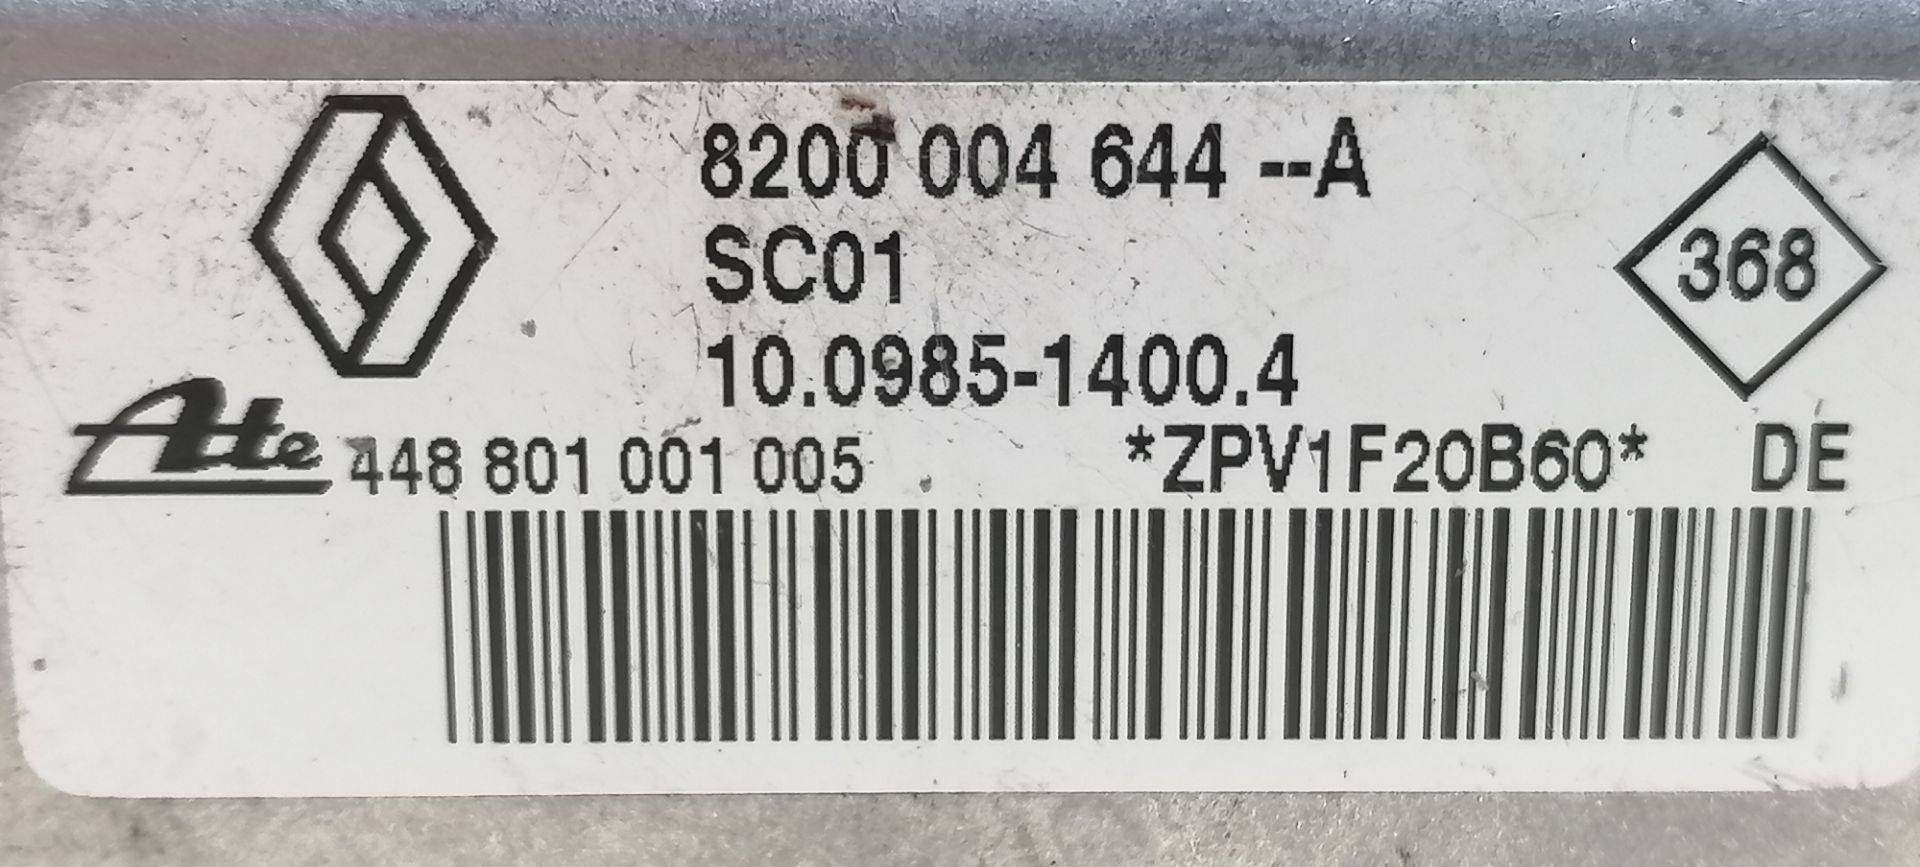 8200 004 644 --A
SC01
368
10.0985-1400.4
Ate 448 801 001 005 *ZPV1F20B60* DE